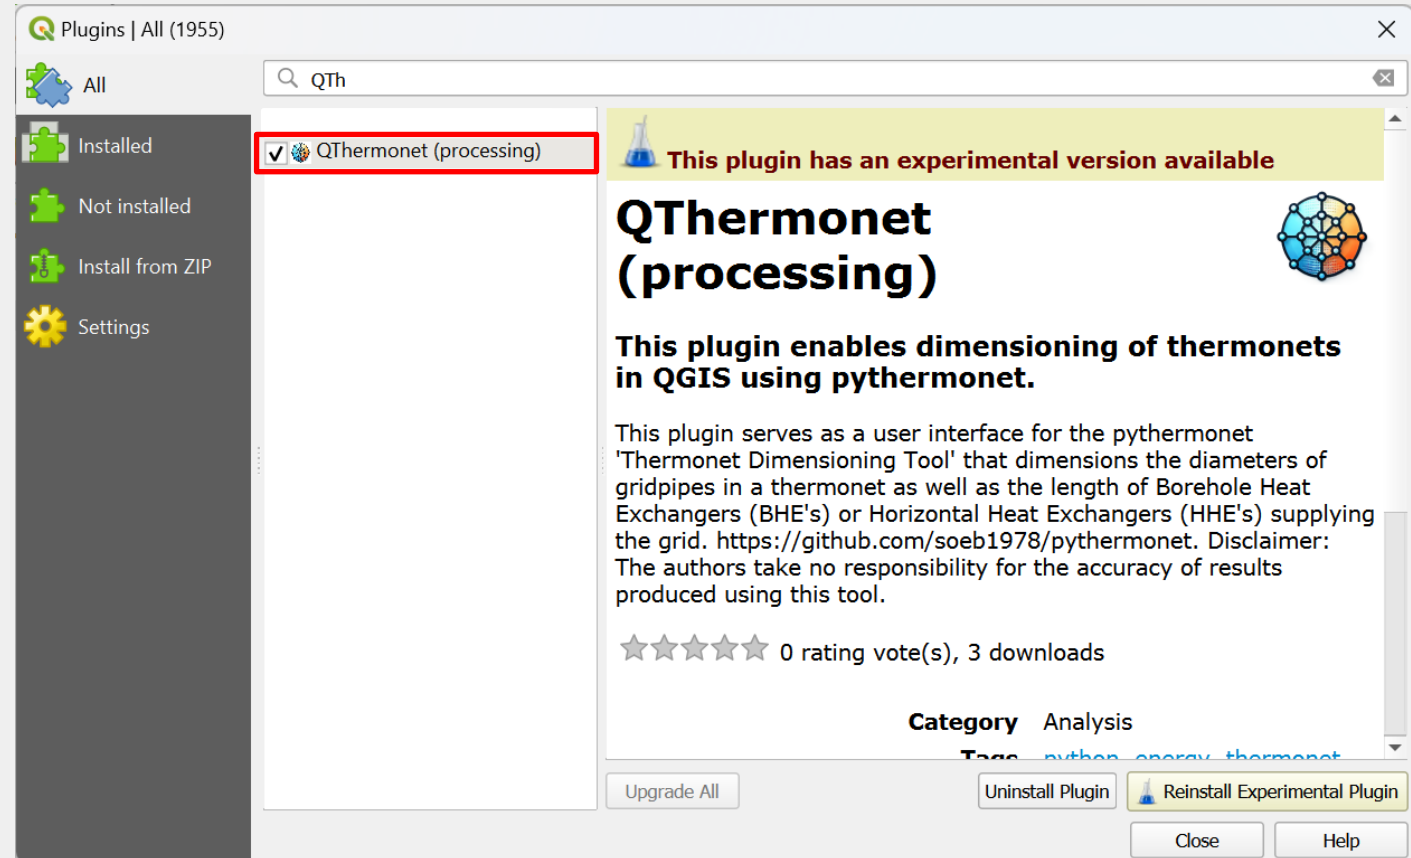 Plugins | All (1955)
All
QTh
Installed
Not installed
Install from ZIP
Settings
QThermonet (processing)
This plugin has an experimental version available
QThermonet
(processing)
This plugin enables dimensioning of thermonets
in QGIS using pythermonet.
This plugin serves as a user interface for the pythermonet
'Thermonet Dimensioning Tool' that dimensions the diameters of
gridpipes in a thermonet as well as the length of Borehole Heat
Exchangers (BHE's) or Horizontal Heat Exchangers (HHE's) supplying
the grid. https://github.com/soeb1978/pythermonet. Disclaimer:
The authors take no responsibility for the accuracy of results
produced using this tool.
0 rating vote(s), 3 downloads
Category Analysis
Tags python, energy, thermonet
Upgrade All
Uninstall Plugin
Reinstall Experimental Plugin
Close
Help